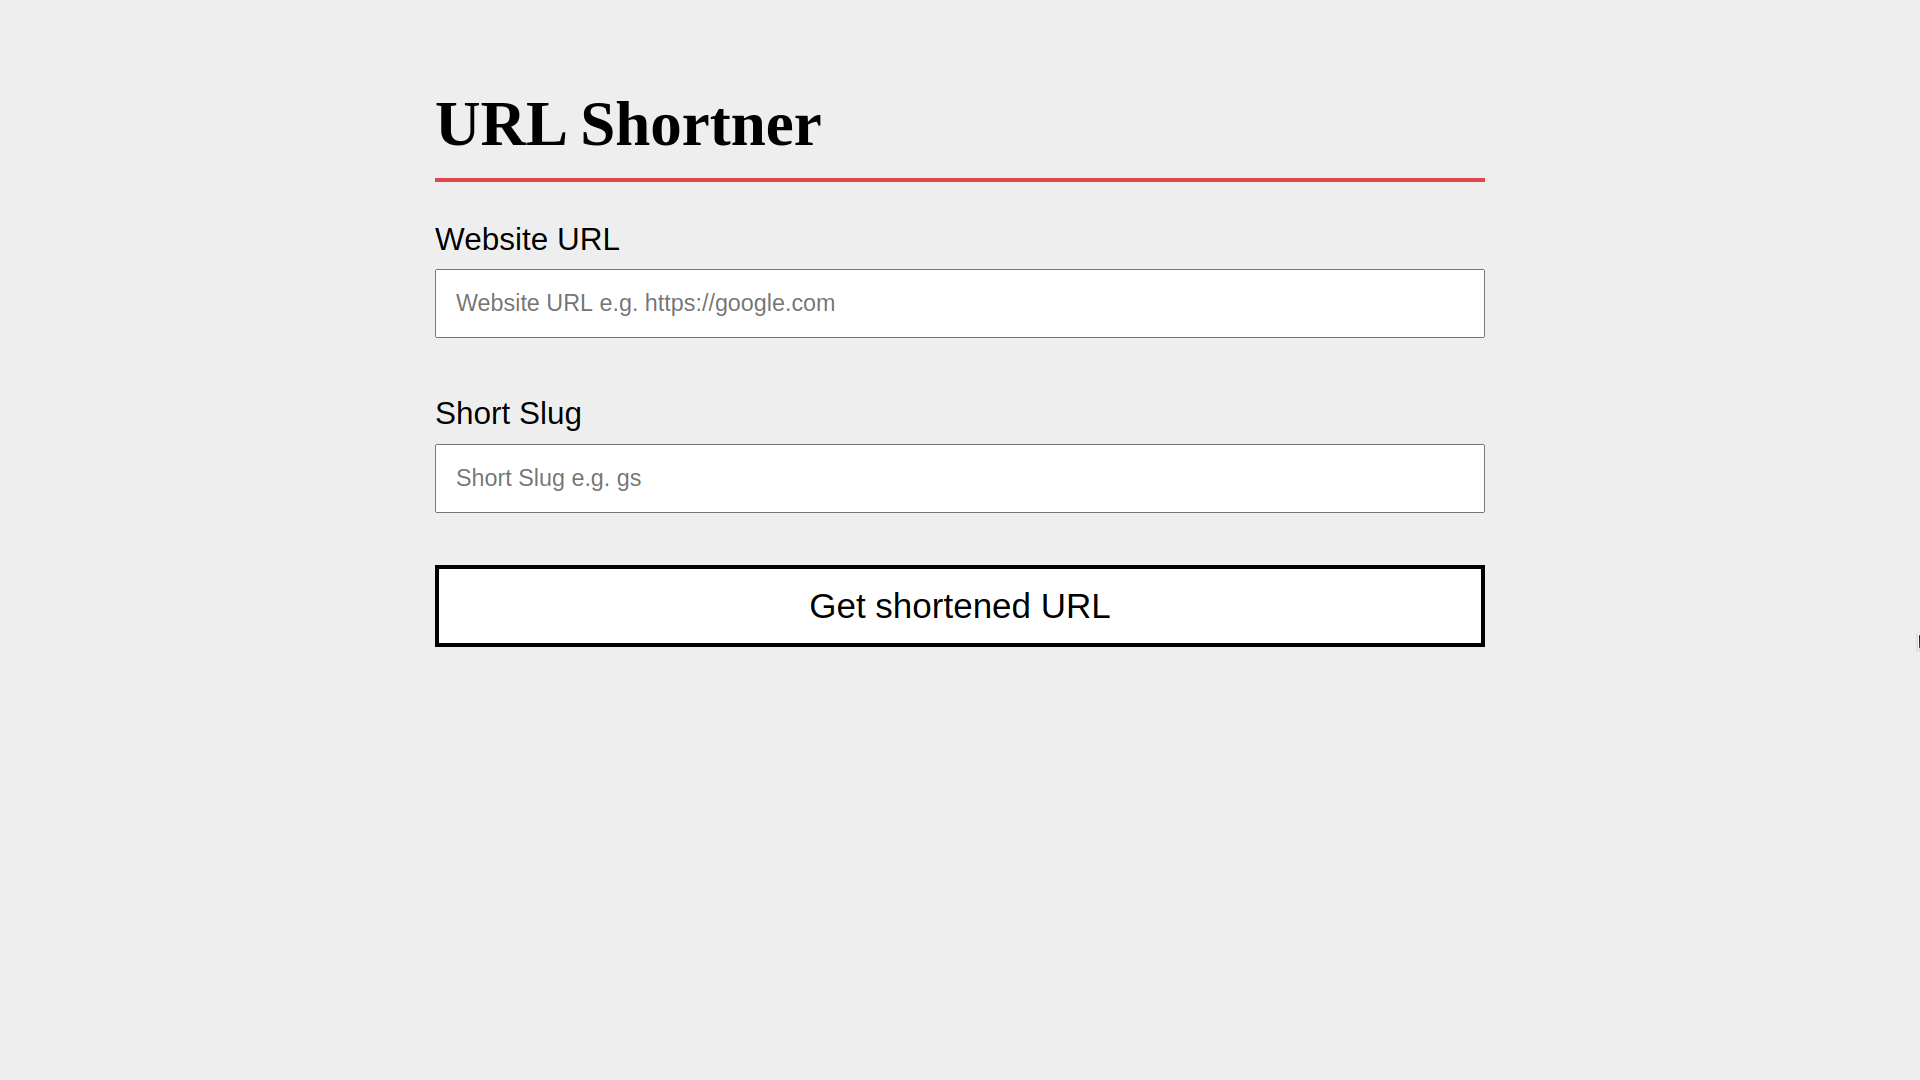 URL Shortner
Website URL
Website URL e.g. https://google.com
Short Slug
Short Slug e.g. gs
Get shortened URL